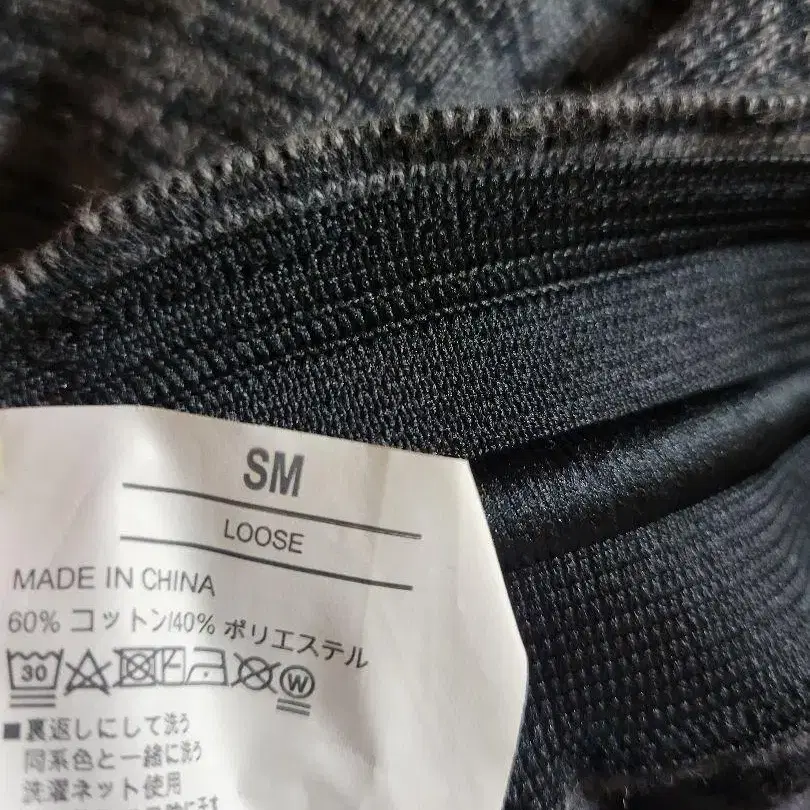 SM
LOOSE
MADE IN CHINA
60% コットン/40% ポリエステル
30 W
■裏返しにして洗う
同系色と一緒に洗う
洗濯ネット使用